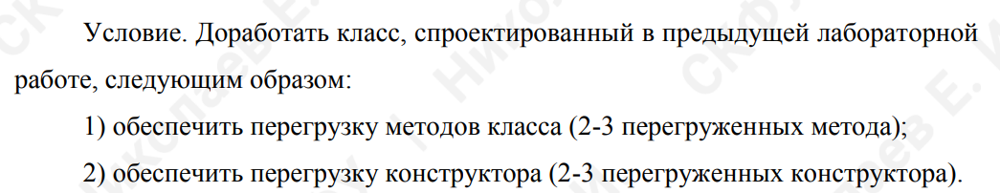 Условие. Доработать класс, спроектированный в предыдущей лабораторной
работе, следующим образом:
1) обеспечить перегрузку методов класса (2-3 перегруженных метода);
2) обеспечить перегрузку конструктора (2-3 перегруженных конструктора).